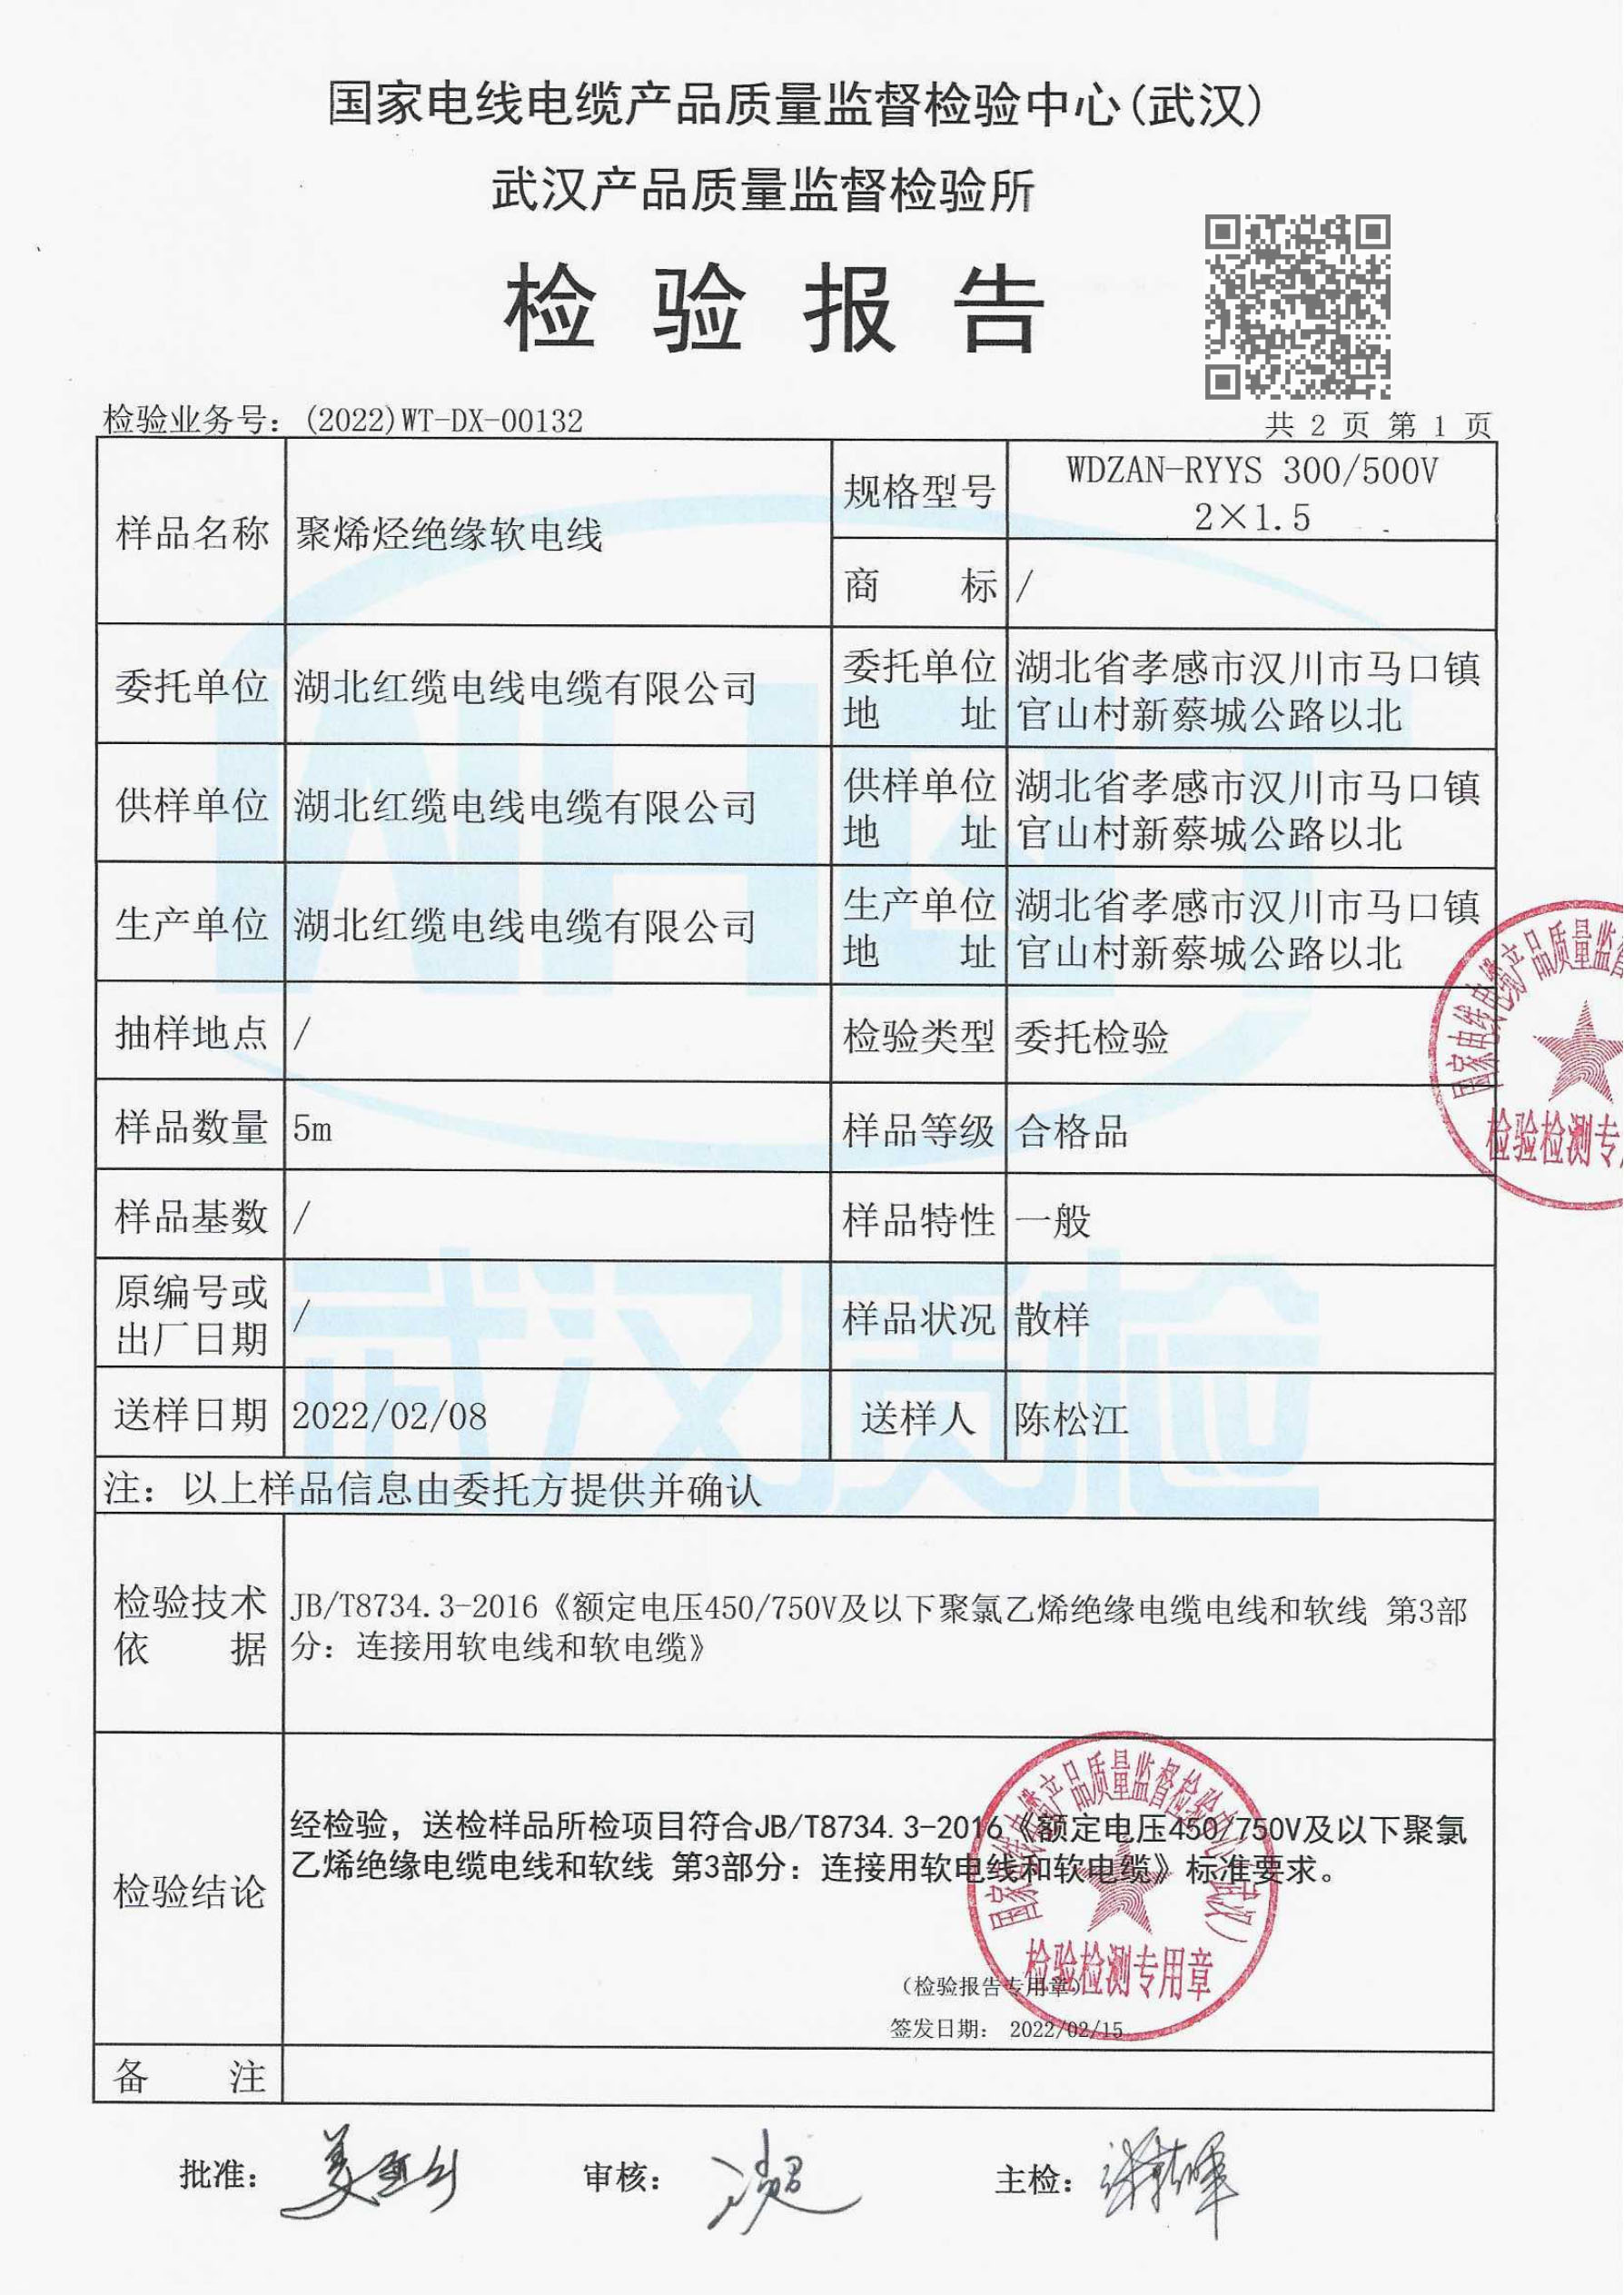 国家电线电缆产品质量监督检验中心(武汉)
武汉产品质量监督检验所
检验报告
检验业务号: (2022)WT-DX-00132
共 2 页 第 1 页
样品名称 聚烯烃绝缘软电线
规格型号 WDZAN-RYYS 300/500V
2×1.5
商 标 /
委托单位 湖北红缆电线电缆有限公司
委托单位 湖北省孝感市汉川市马口镇
地 址 官山村新蔡城公路以北
供样单位 湖北红缆电线电缆有限公司
供样单位 湖北省孝感市汉川市马口镇
地 址 官山村新蔡城公路以北
生产单位 湖北红缆电线电缆有限公司
生产单位 湖北省孝感市汉川市马口镇
地 址 官山村新蔡城公路以北
抽样地点 / 检验类型 委托检验
样品数量 5m 样品等级 合格品
样品基数 / 样品特性 一般
原编号或
出厂日期 / 样品状况 散样
送样日期 2022/02/08 送样人 陈松江
注: 以上样品信息由委托方提供并确认
检验技术
依 据
JB/T8734.3-2016《额定电压450/750V及以下聚氯乙烯绝缘电缆电线和软线 第3部
分: 连接用软电线和软电缆》
检验结论
经检验, 送检样品所检项目符合JB/T8734.3-2016《额定电压450/750V及以下聚氯
乙烯绝缘电缆电线和软线 第3部分: 连接用软电线和软电缆》标准要求。
(检验报告专用章)
签发日期: 2022/02/15
国家电线电缆产品质量监督检验中心(武汉)
检验检测专用章
国家电线电缆产品质量监督
检验检测专用
备 注
批准:
审核:
主检:
WHQT
武汉质检